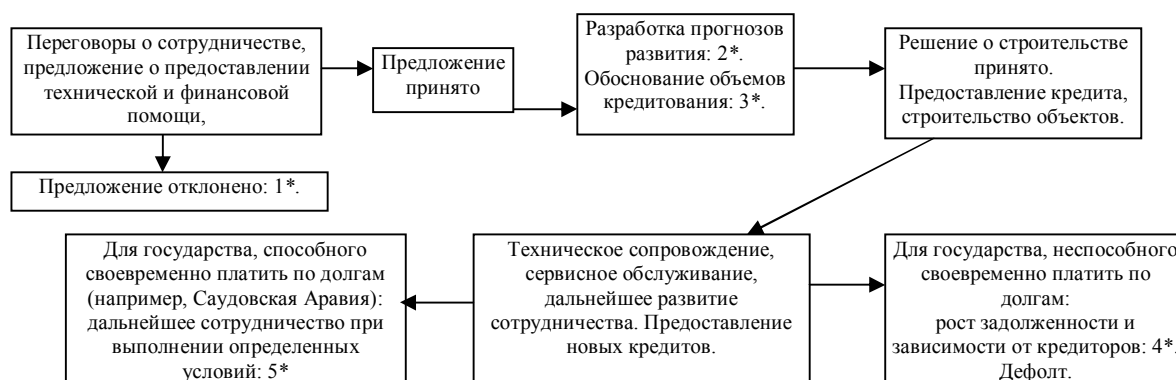 Переговоры о сотрудничестве,
предложение о предоставлении
технической и финансовой
помощи,
Предложение
принято
Разработка прогнозов
развития: 2*.
Обоснование объемов
кредитования: 3*.
Решение о строительстве
принято.
Предоставление кредита,
строительство объектов.
Предложение отклонено: 1*.
Для государства, способного
своевременно платить по долгам
(например, Саудовская Аравия):
дальнейшее сотрудничество при
выполнении определенных
условий: 5*
Техническое сопровождение,
сервисное обслуживание,
дальнейшее развитие
сотрудничества. Предоставление
новых кредитов.
Для государства, неспособного
своевременно платить по
долгам:
рост задолженности и
зависимости от кредиторов: 4*.
Дефолт.